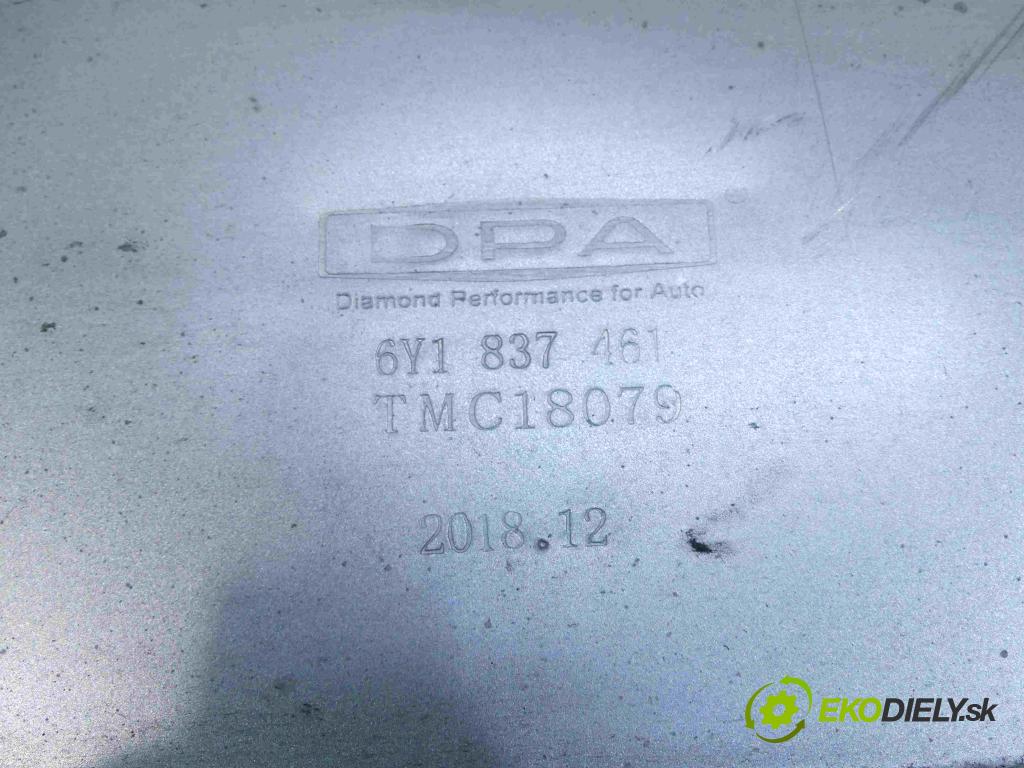 DPA
Diamond Performance for Auto
6Y1 837 461
TMC18079
2018.12
EKODIELY.sk